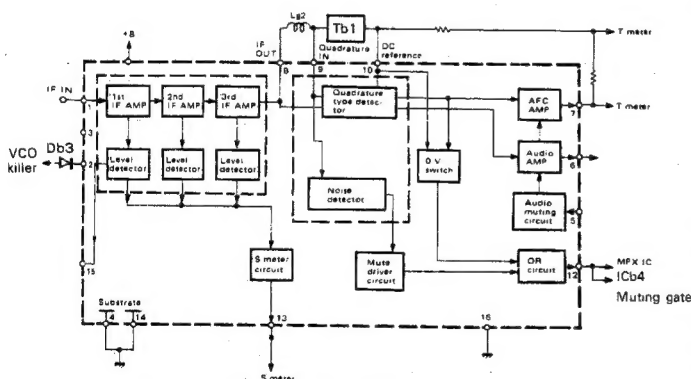 Lg2
Tb1
T meter
+B
IF
OUT
Quadrature
IN
DC
reference
8
9
10
IF IN
1
1st
IF AMP
2nd
IF AMP
3rd
IF AMP
Quadrature
type detec-
tor
AFC
AMP
7
T meter
3
VCO
killer
Db3
2
Level
detector
Level
detector
Level
detector
0 V
switch
Audio
AMP
6
Noise
detector
Audio
muting circuit
5
15
S meter
circuit
Mute
driver circuit
OR
circuit
12
MPX IC
ICb4
Muting gate
Substrate
4
14
13
16
S meter